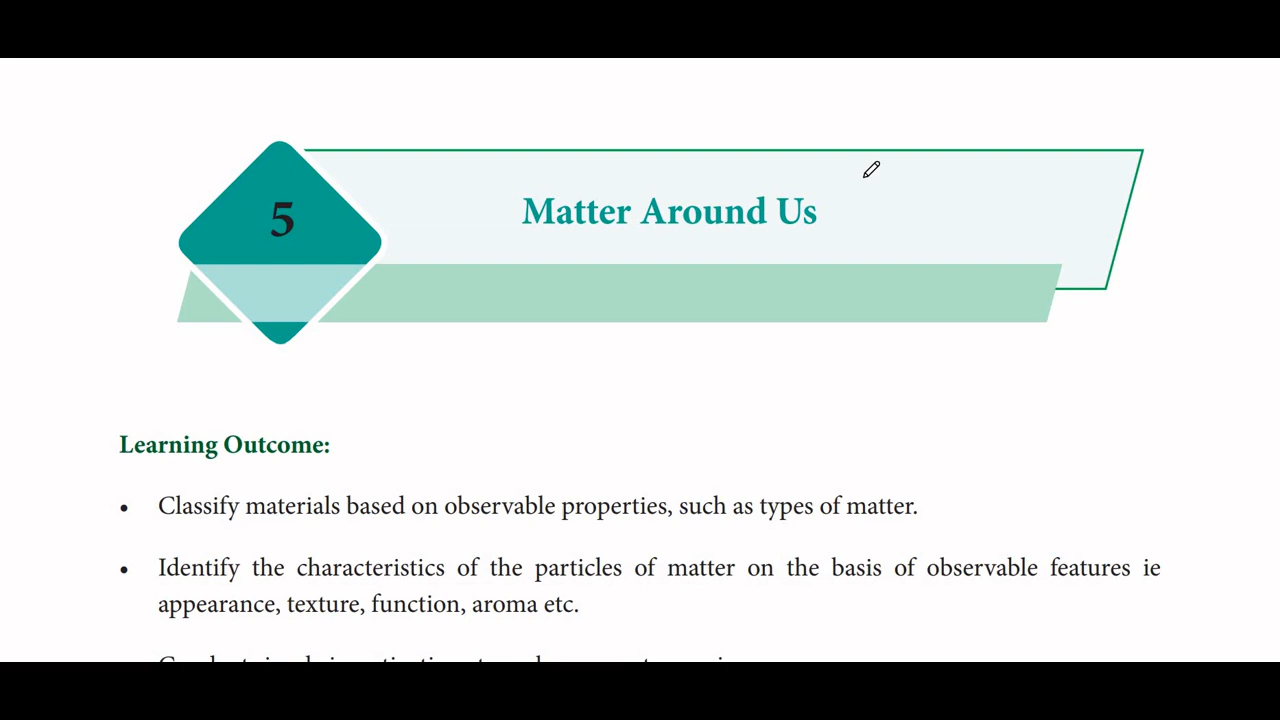 5
Matter Around Us
Learning Outcome:
• Classify materials based on observable properties, such as types of matter.
• Identify the characteristics of the particles of matter on the basis of observable features ie
appearance, texture, function, aroma etc.